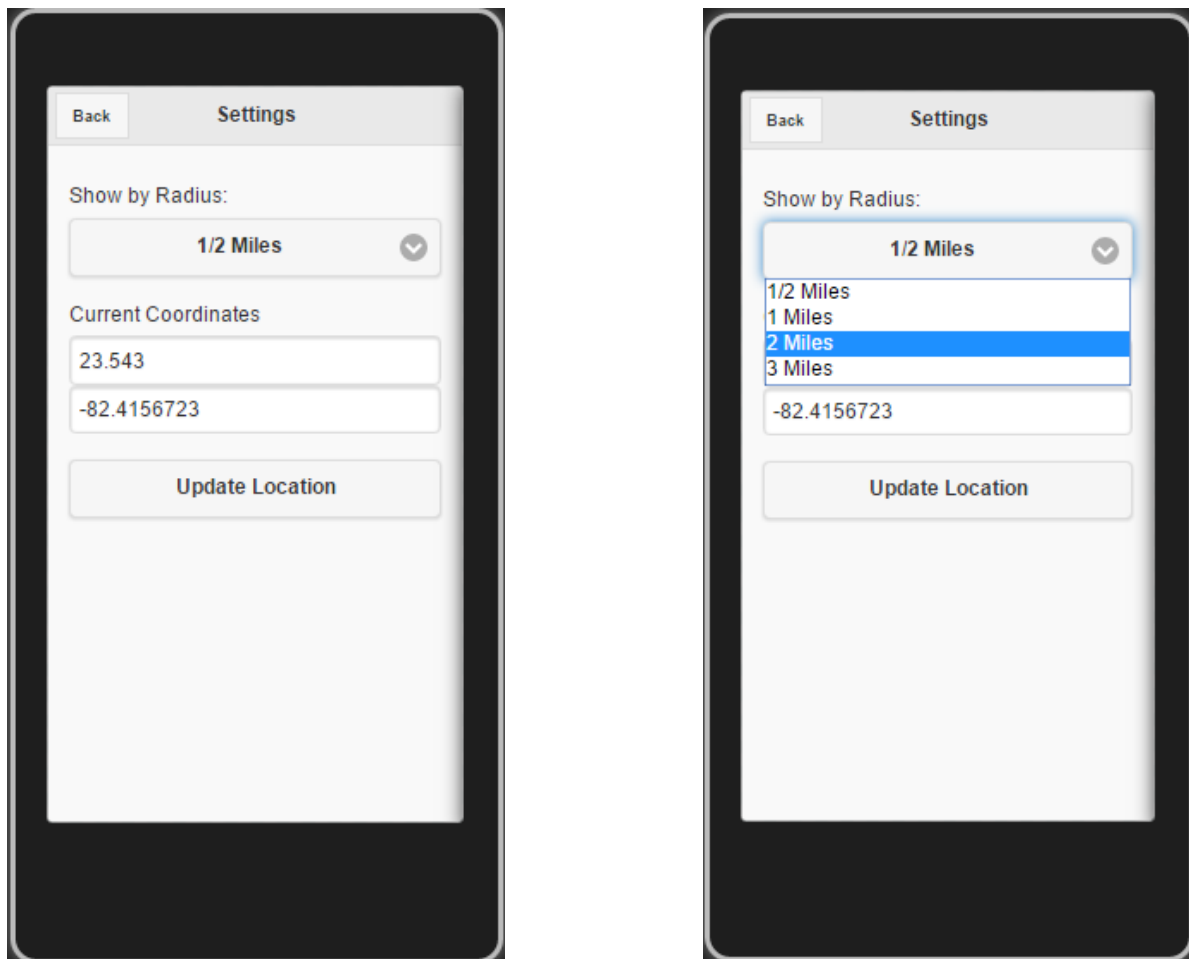 Back Settings
Show by Radius:
1/2 Miles
Current Coordinates
23.543
-82.4156723
Update Location
Back Settings
Show by Radius:
1/2 Miles
1/2 Miles
1 Miles
2 Miles
3 Miles
-82.4156723
Update Location